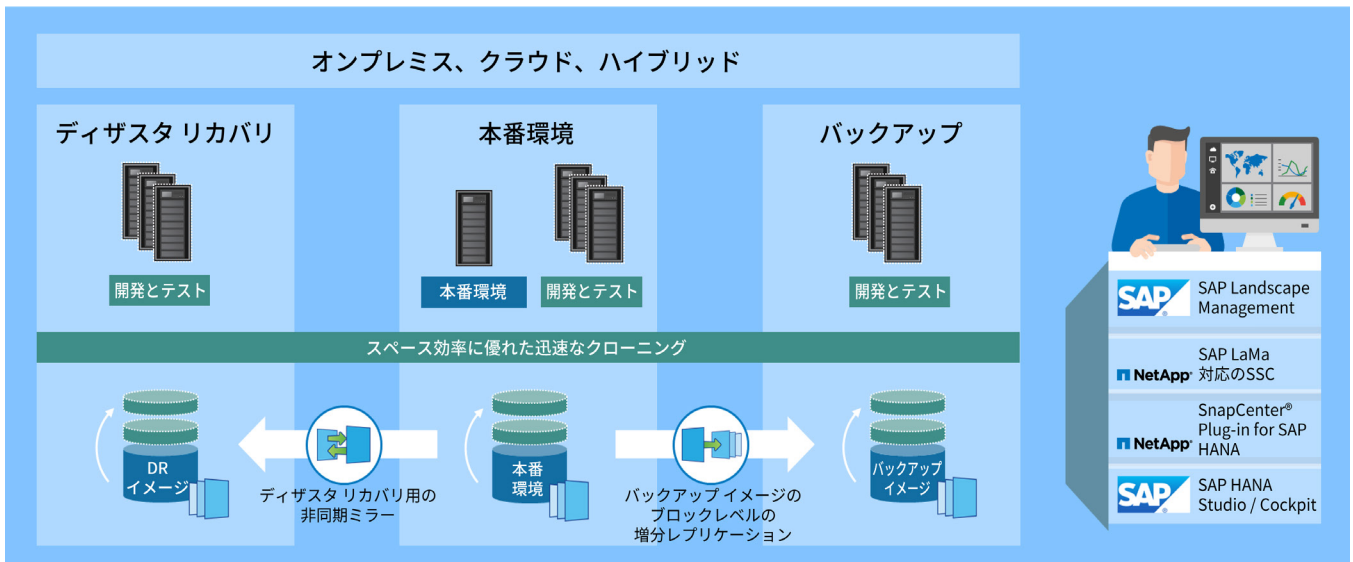 オンプレミス、クラウド、ハイブリッド
ディザスタ リカバリ
開発とテスト
本番環境
本番環境
開発とテスト
バックアップ
開発とテスト
スペース効率に優れた迅速なクローニング
DR
イメージ
ディザスタ リカバリ用の
非同期ミラー
本番
環境
バックアップ イメージの
ブロックレベルの
増分レプリケーション
バックアップ
イメージ
SAP®
SAP Landscape
Management
NetApp®
SAP LaMa
対応のSSC
NetApp®
SnapCenter®
Plug-in for SAP
HANA
SAP®
SAP HANA
Studio / Cockpit